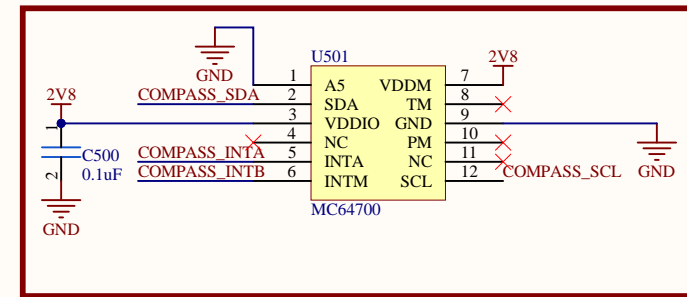 U501
2V8
GND
1 A5 VDDM 7
COMPASS_SDA 2 SDA TM 8
2V8
3 VDDIO GND 9
4 NC PM 10
COMPASS_INTA 5 INTA NC 11
COMPASS_INTB 6 INTM SCL 12 COMPASS_SCL
GND
MC64700
1
C500
0.1uF
2
GND